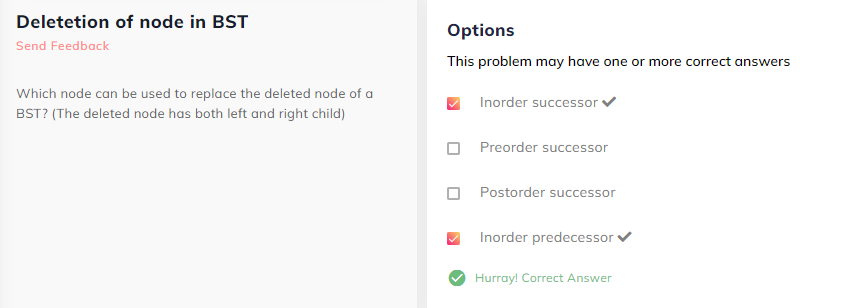 Deletetion of node in BST
Send Feedback
Which node can be used to replace the deleted node of a
BST? (The deleted node has both left and right child)
Options
This problem may have one or more correct answers
Inorder successor
Preorder successor
Postorder successor
Inorder predecessor
Hurray! Correct Answer